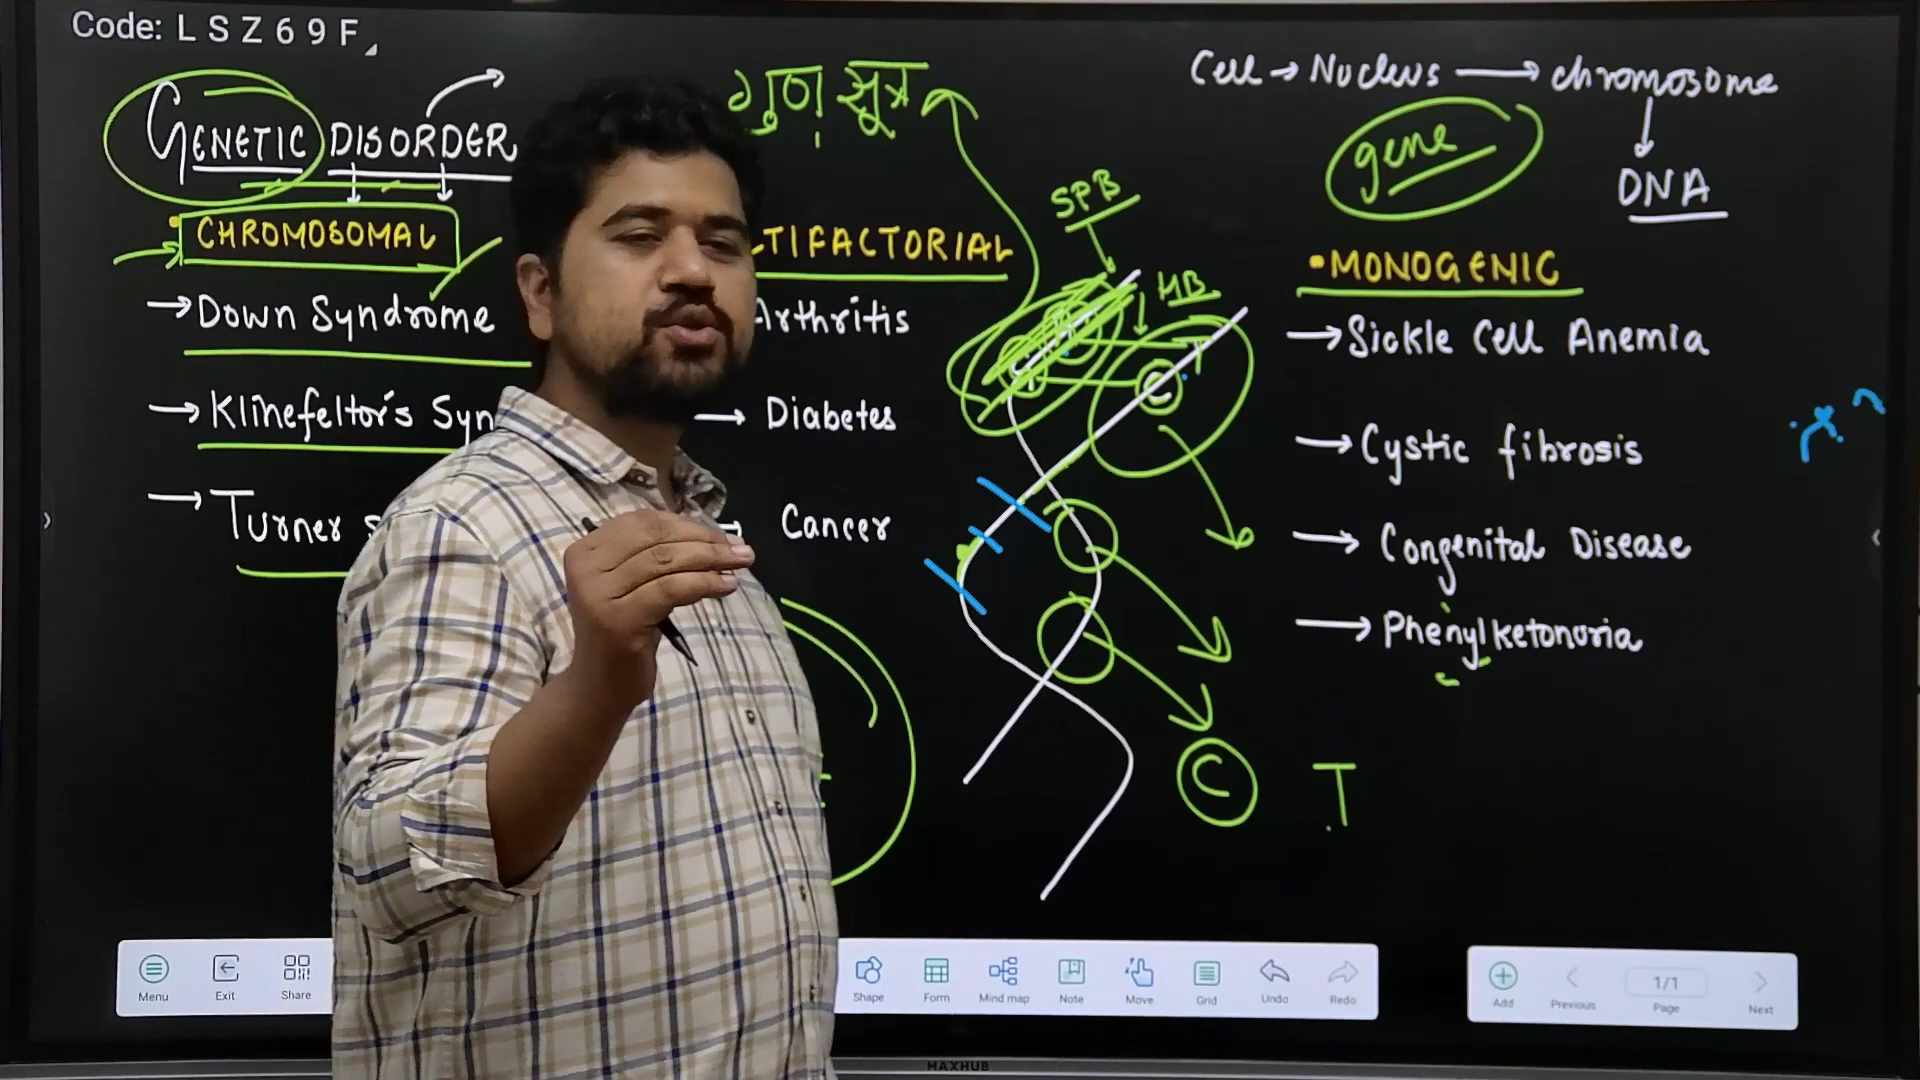 Code: LSZ69F
GENETIC DISORDER
गुण सूत्र
Cell → Nucleus → chromosome
gene
DNA
SPB
HB
• CHROMOSOMAL
TIFACTORIAL
• MONOGENIC
→ Down Syndrome
Arthritis
→ Sickle Cell Anemia
T
C
→ Klinefeltor's Syn
→ Diabetes
→ Cystic fibrosis
→ Turner s
→ Cancer
→ Congenital Disease
→ Phenylketonuria
C T
Menu Exit Share Shape Form Mind map Note Move Grid Undo Redo
Add Previous 1/1 Page Next
MAXHUB